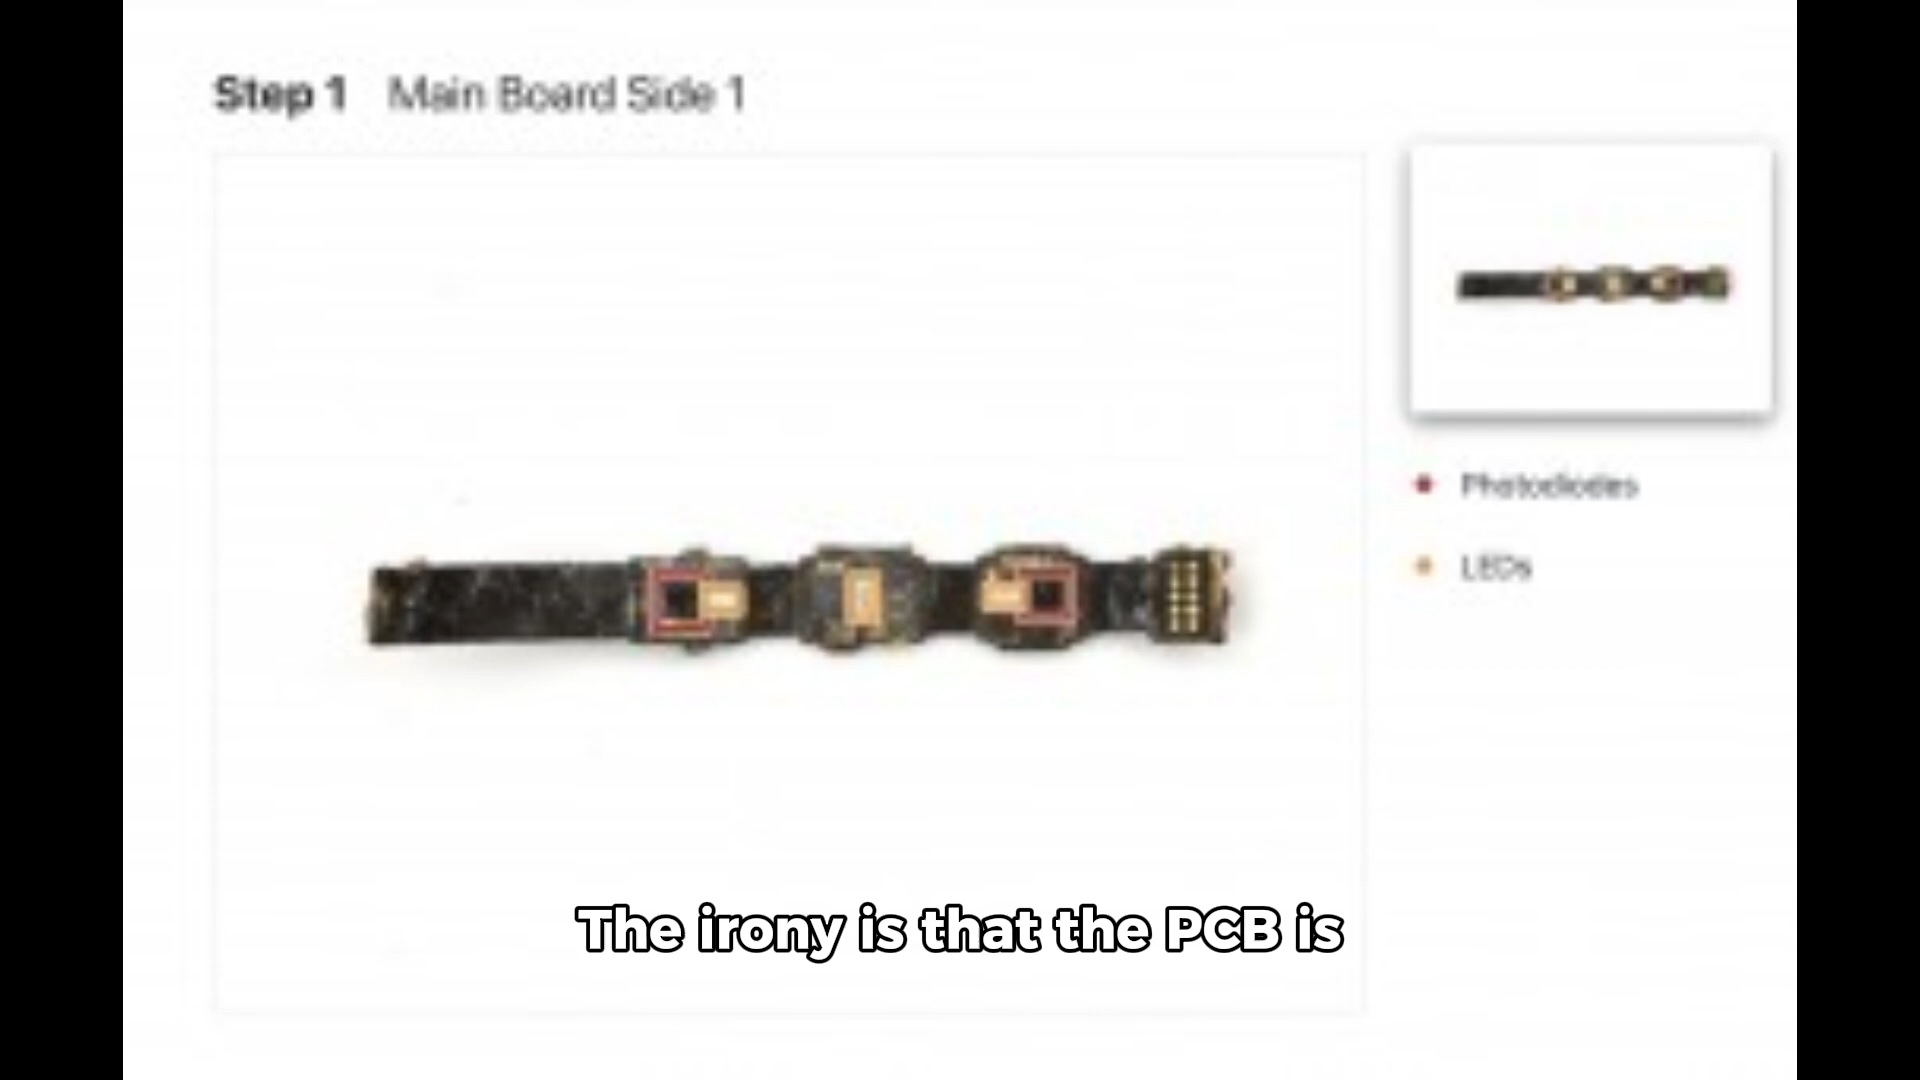 Step 1 Main Board Side 1
Photodiodes
LEDs
The irony is that the PCB is